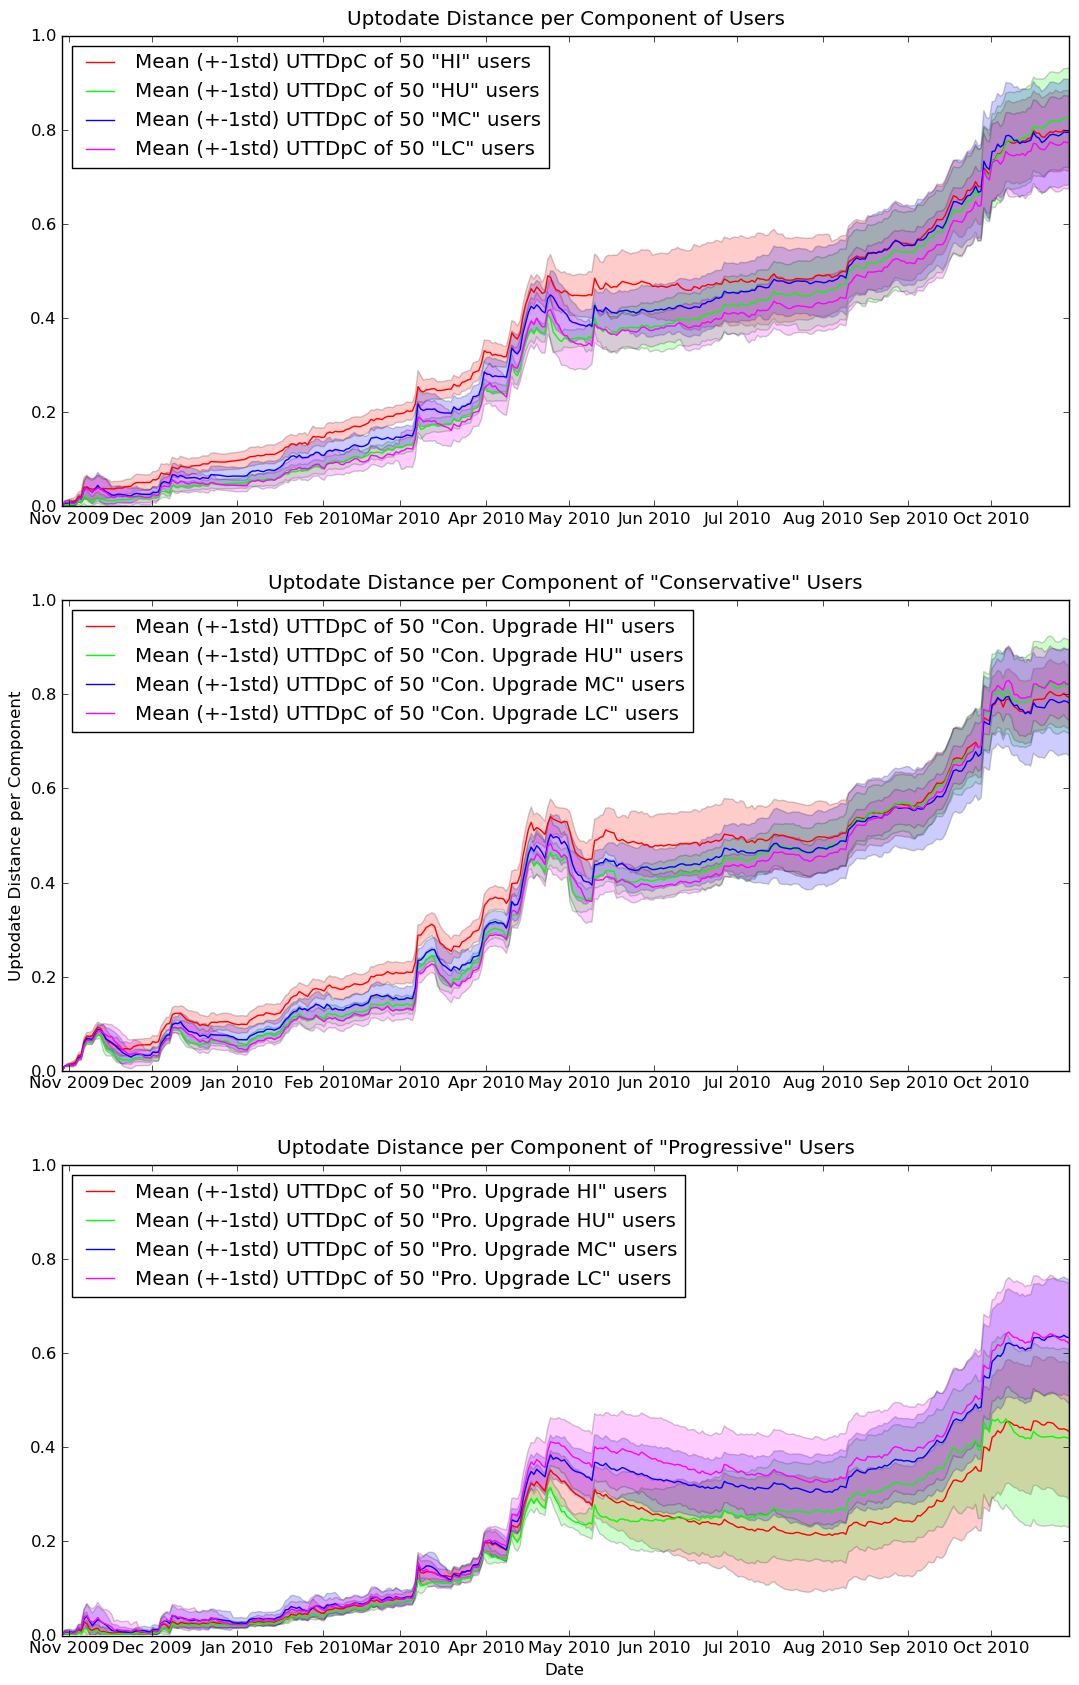 Uptodate Distance per Component of Users
1.0
Mean (+-1std) UTTDpC of 50 "HI" users
Mean (+-1std) UTTDpC of 50 "HU" users
Mean (+-1std) UTTDpC of 50 "MC" users
Mean (+-1std) UTTDpC of 50 "LC" users
0.8
0.6
0.4
0.2
0.0
Nov 2009 Dec 2009 Jan 2010 Feb 2010 Mar 2010 Apr 2010 May 2010 Jun 2010 Jul 2010 Aug 2010 Sep 2010 Oct 2010
Uptodate Distance per Component of "Conservative" Users
1.0
Mean (+-1std) UTTDpC of 50 "Con. Upgrade HI" users
Mean (+-1std) UTTDpC of 50 "Con. Upgrade HU" users
Mean (+-1std) UTTDpC of 50 "Con. Upgrade MC" users
Mean (+-1std) UTTDpC of 50 "Con. Upgrade LC" users
0.8
0.6
0.4
0.2
0.0
Uptodate Distance per Component
Nov 2009 Dec 2009 Jan 2010 Feb 2010 Mar 2010 Apr 2010 May 2010 Jun 2010 Jul 2010 Aug 2010 Sep 2010 Oct 2010
Uptodate Distance per Component of "Progressive" Users
1.0
Mean (+-1std) UTTDpC of 50 "Pro. Upgrade HI" users
Mean (+-1std) UTTDpC of 50 "Pro. Upgrade HU" users
Mean (+-1std) UTTDpC of 50 "Pro. Upgrade MC" users
Mean (+-1std) UTTDpC of 50 "Pro. Upgrade LC" users
0.8
0.6
0.4
0.2
0.0
Nov 2009 Dec 2009 Jan 2010 Feb 2010 Mar 2010 Apr 2010 May 2010 Jun 2010 Jul 2010 Aug 2010 Sep 2010 Oct 2010
Date